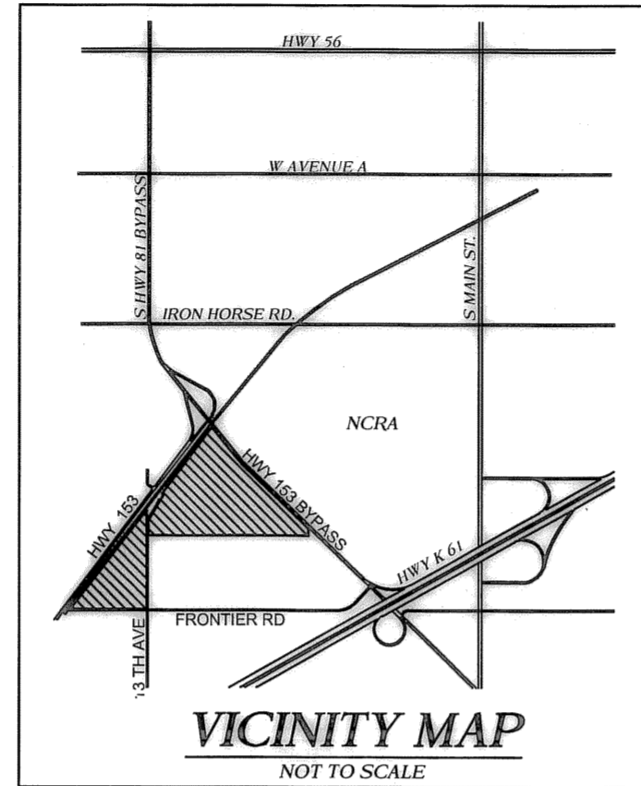 HWY 56
W AVENUE A
S HWY 81 BYPASS
S MAIN ST.
IRON HORSE RD.
NCRA
HWY 153
HWY 153 BYPASS
HWY K 61
FRONTIER RD
13 TH AVE
VICINITY MAP
NOT TO SCALE